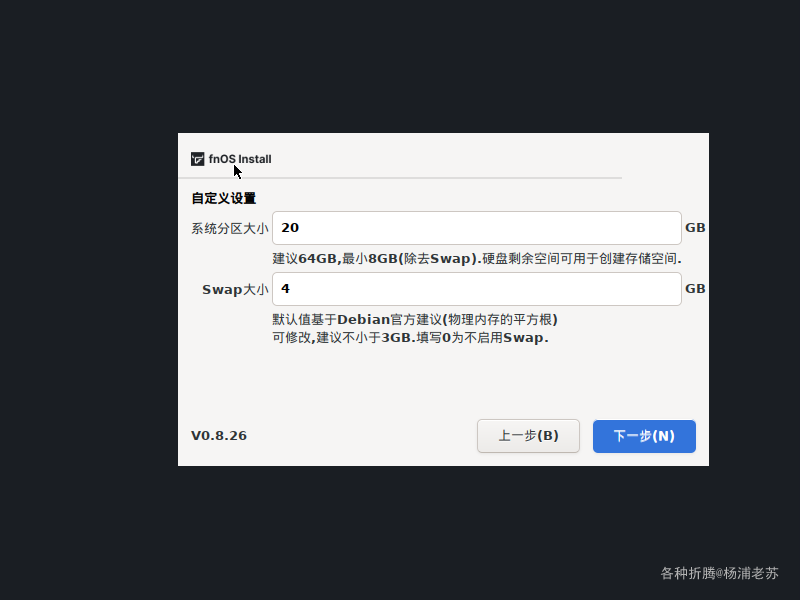 fnOS Install
自定义设置
系统分区大小 20 GB
建议64GB,最小8GB(除去Swap).硬盘剩余空间可用于创建存储空间.
Swap大小 4 GB
默认值基于Debian官方建议(物理内存的平方根)
可修改,建议不小于3GB.填写0为不启用Swap.
V0.8.26 上一步(B) 下一步(N)
各种折腾@杨浦老苏